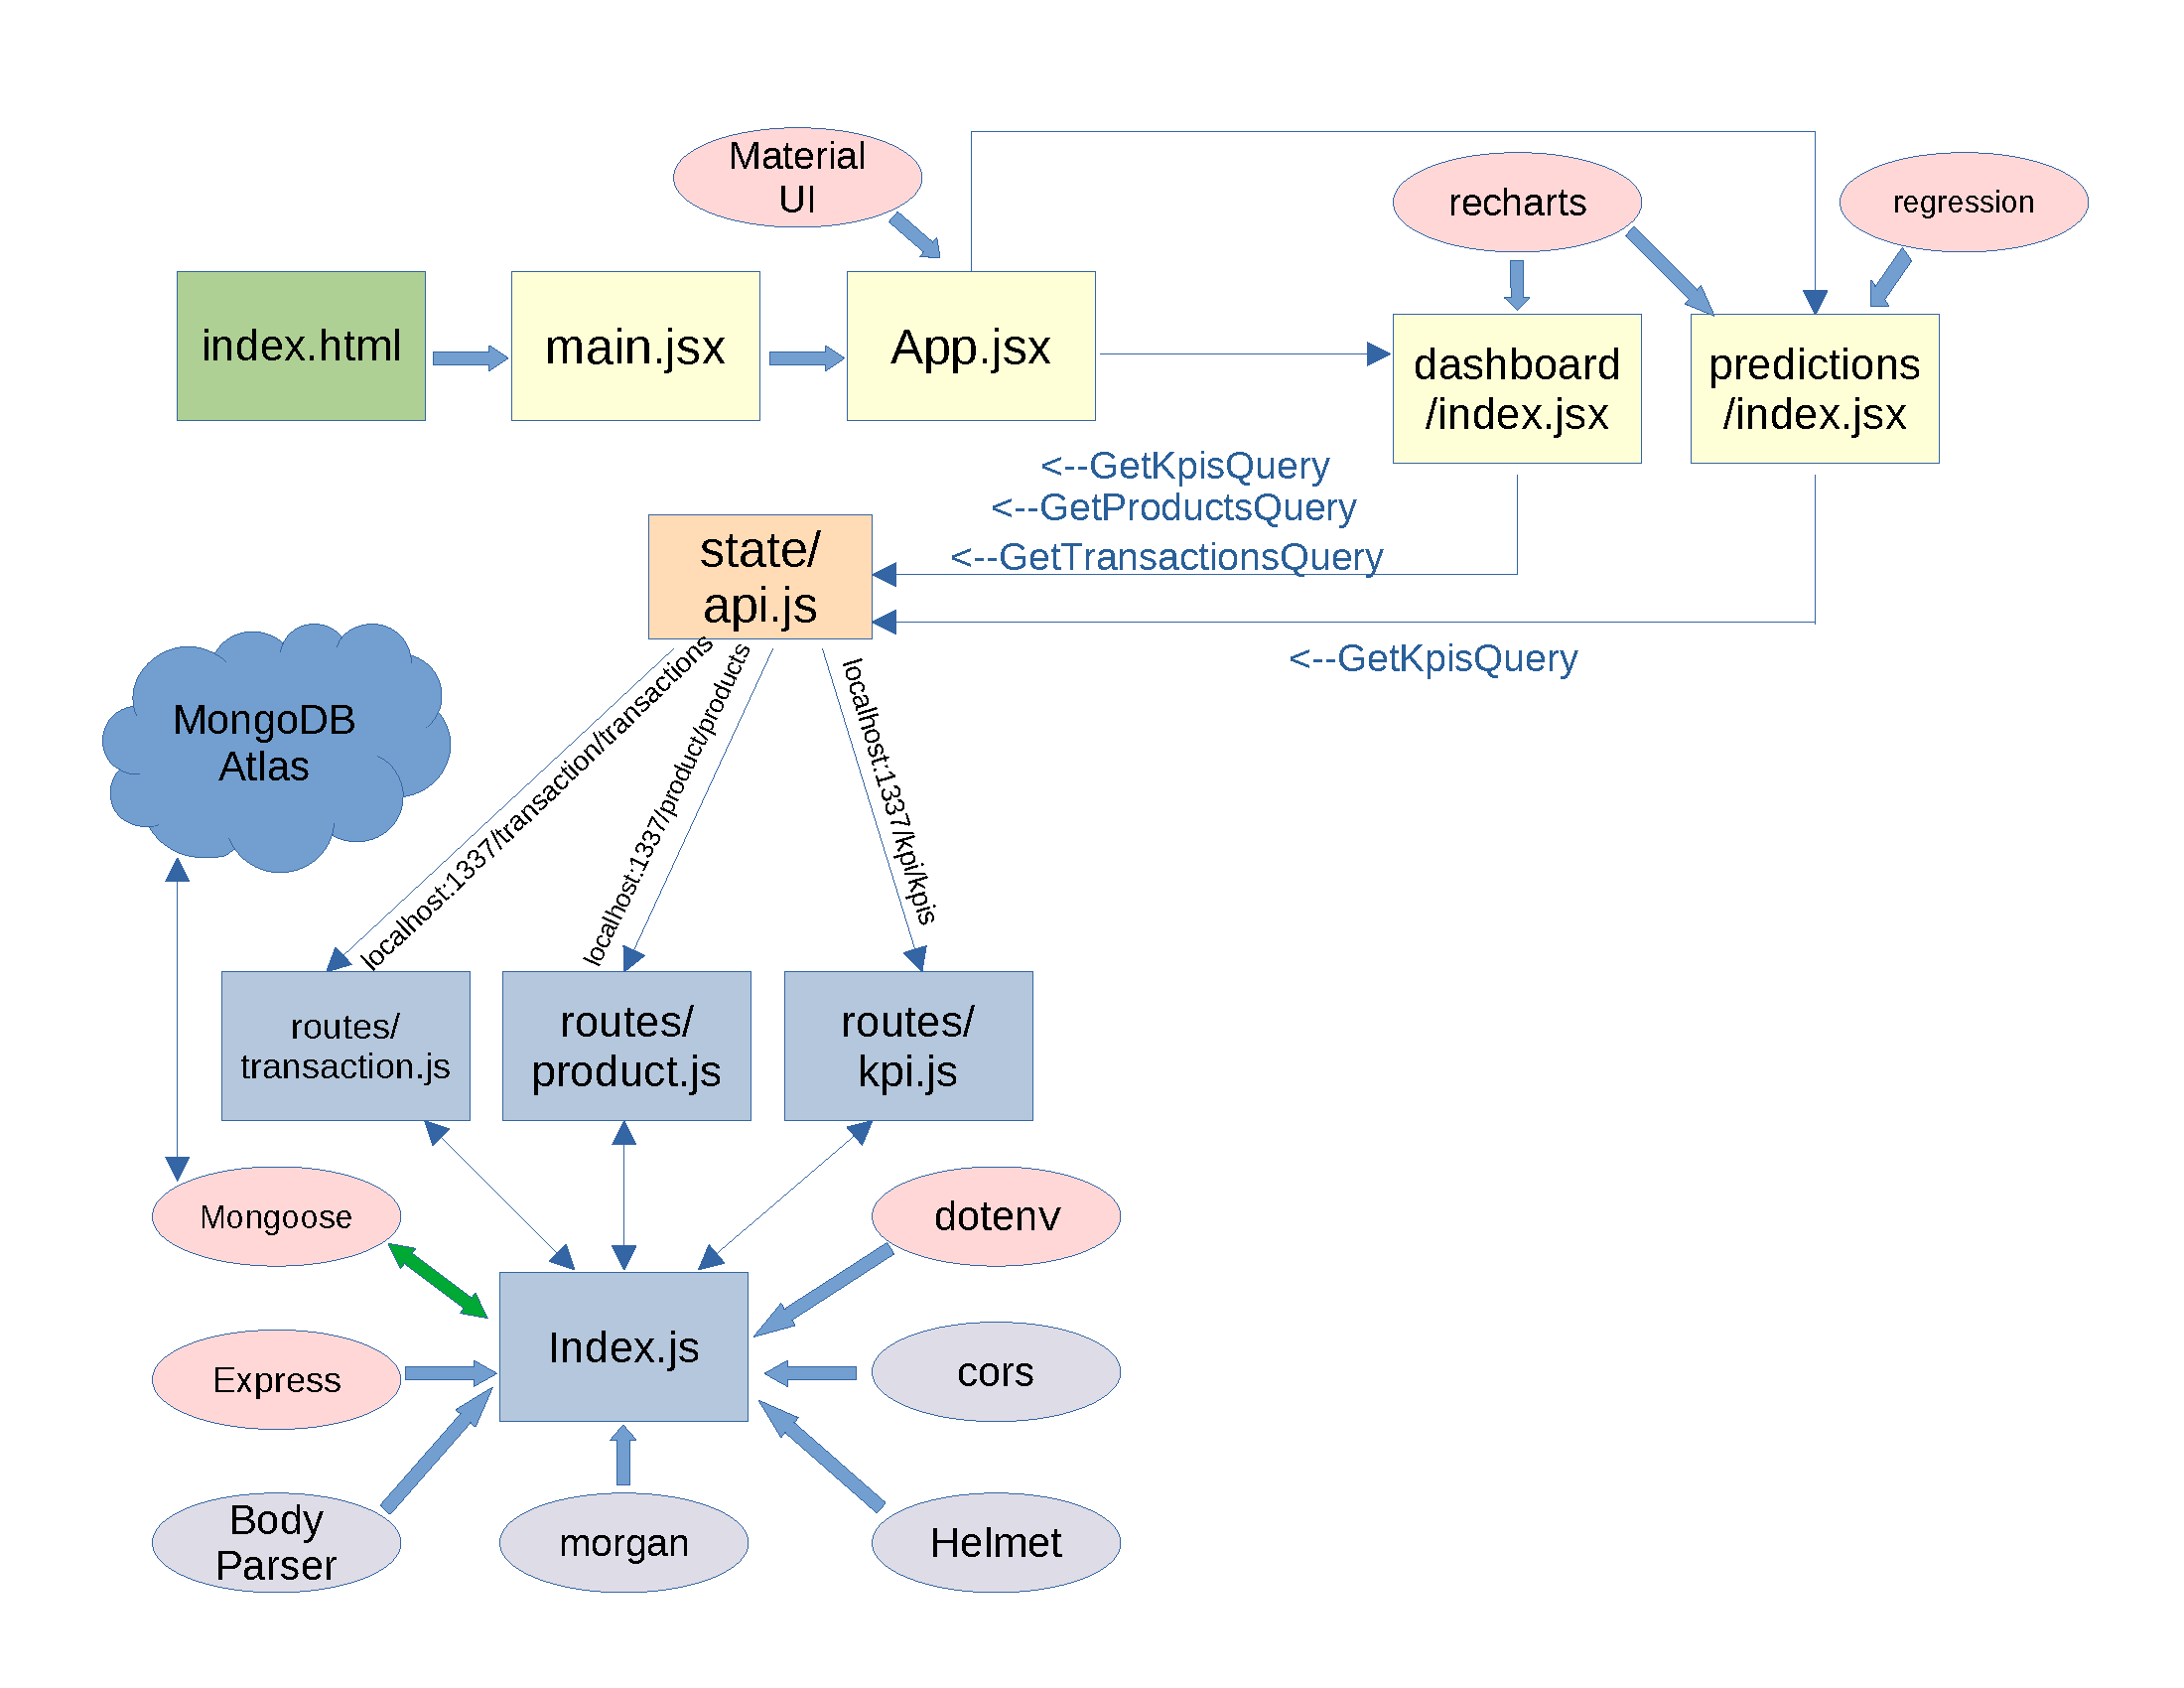 Material
UI
recharts
regression
index.html
main.jsx
App.jsx
dashboard
/index.jsx
predictions
/index.jsx
<--GetKpisQuery
<--GetProductsQuery
<--GetTransactionsQuery
state/
api.js
<--GetKpisQuery
localhost:1337/transaction/transactions
localhost:1337/product/products
localhost:1337/kpi/kpis
MongoDB
Atlas
routes/
transaction.js
routes/
product.js
routes/
kpi.js
Mongoose
dotenv
Index.js
Express
cors
Body
Parser
morgan
Helmet